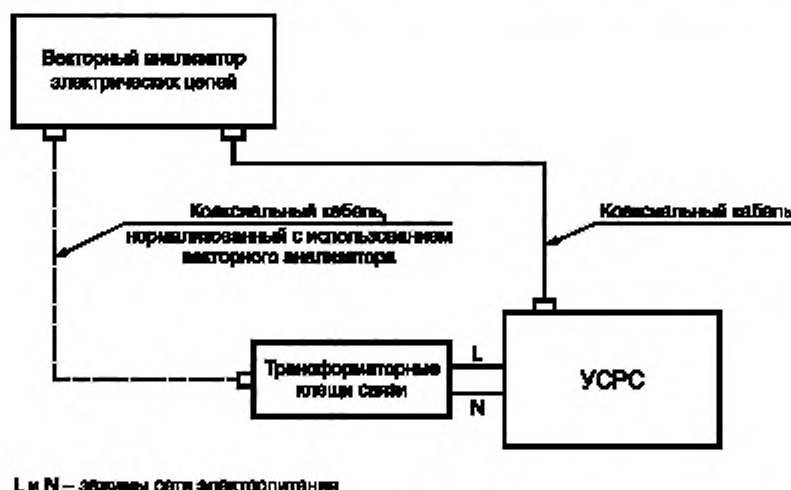 Векторный анализатор
электрических цепей
Коаксиальный кабель,
нормализованный с использованием
векторного анализатора
Коаксиальный кабель
Трансформаторные
клещи связи
L
N
УСРС
L и N – зажимы сети электропитания